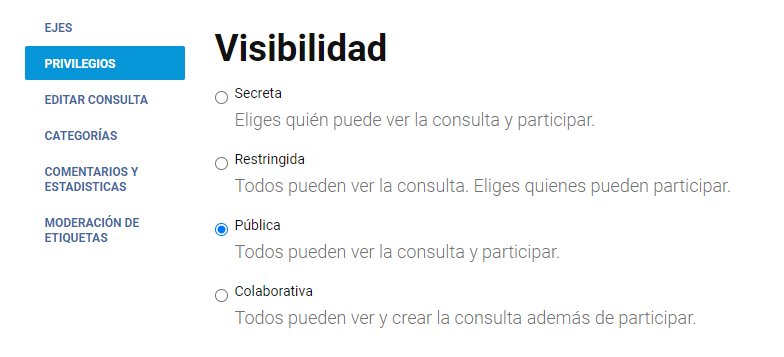 EJES
PRIVILEGIOS
EDITAR CONSULTA
CATEGORÍAS
COMENTARIOS Y
ESTADISTICAS
MODERACIÓN DE
ETIQUETAS
Visibilidad
Secreta
Eliges quién puede ver la consulta y participar.
Restringida
Todos pueden ver la consulta. Eliges quienes pueden participar.
Pública
Todos pueden ver la consulta y participar.
Colaborativa
Todos pueden ver y crear la consulta además de participar.